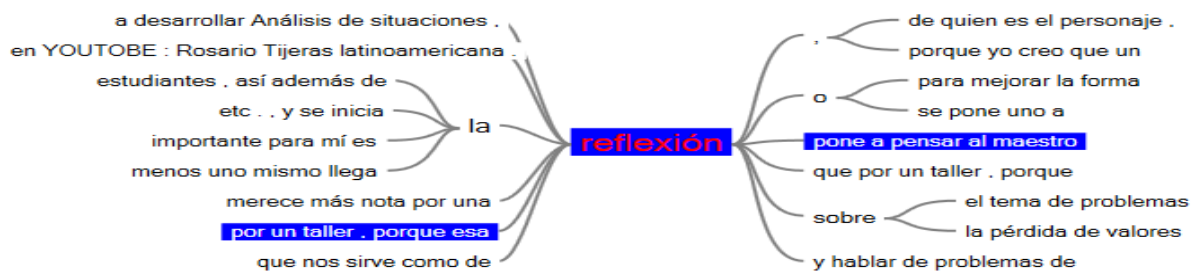 a desarrollar Análisis de situaciones .
en YOUTOBE : Rosario Tijeras latinoamericana .
estudiantes , así además de
etc . , y se inicia
importante para mí es
menos uno mismo llega
la
merece más nota por una
por un taller , porque esa
que nos sirve como de
reflexión
,
de quien es el personaje .
porque yo creo que un
o
para mejorar la forma
se pone uno a
pone a pensar al maestro
que por un taller , porque
sobre
el tema de problemas
la pérdida de valores
y hablar de problemas de